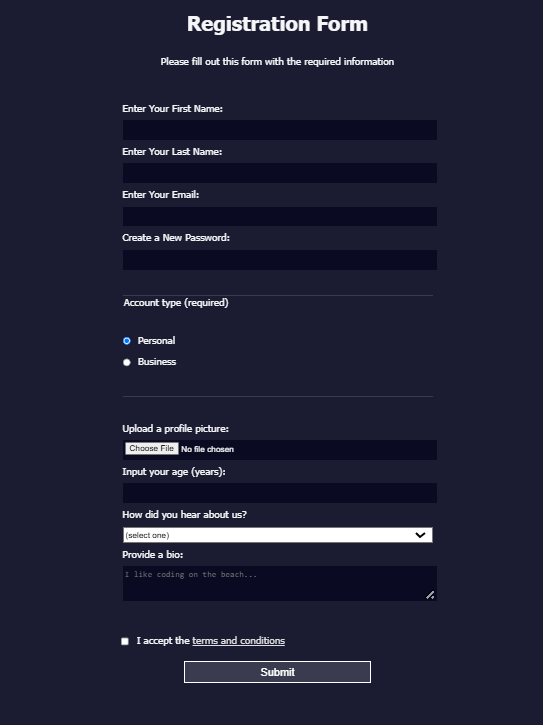 Registration Form
Please fill out this form with the required information
Enter Your First Name:
Enter Your Last Name:
Enter Your Email:
Create a New Password:
Account type (required)
Personal
Business
Upload a profile picture:
Choose File No file chosen
Input your age (years):
How did you hear about us?
(select one)
Provide a bio:
I like coding on the beach...
I accept the terms and conditions
Submit